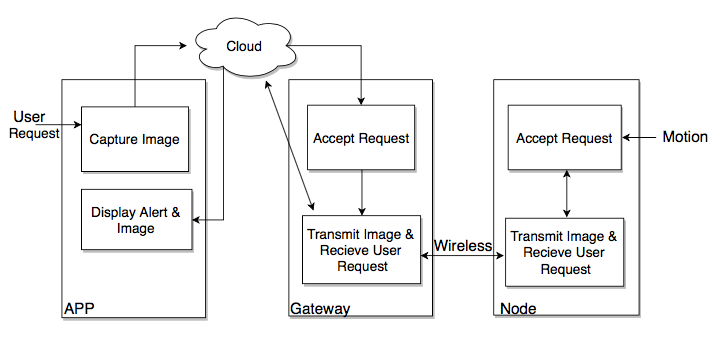 Cloud
User
Request
Capture Image
Display Alert &
Image
APP
Accept Request
Transmit Image &
Recieve User
Request
Gateway
Wireless
Accept Request
Motion
Transmit Image &
Recieve User
Request
Node